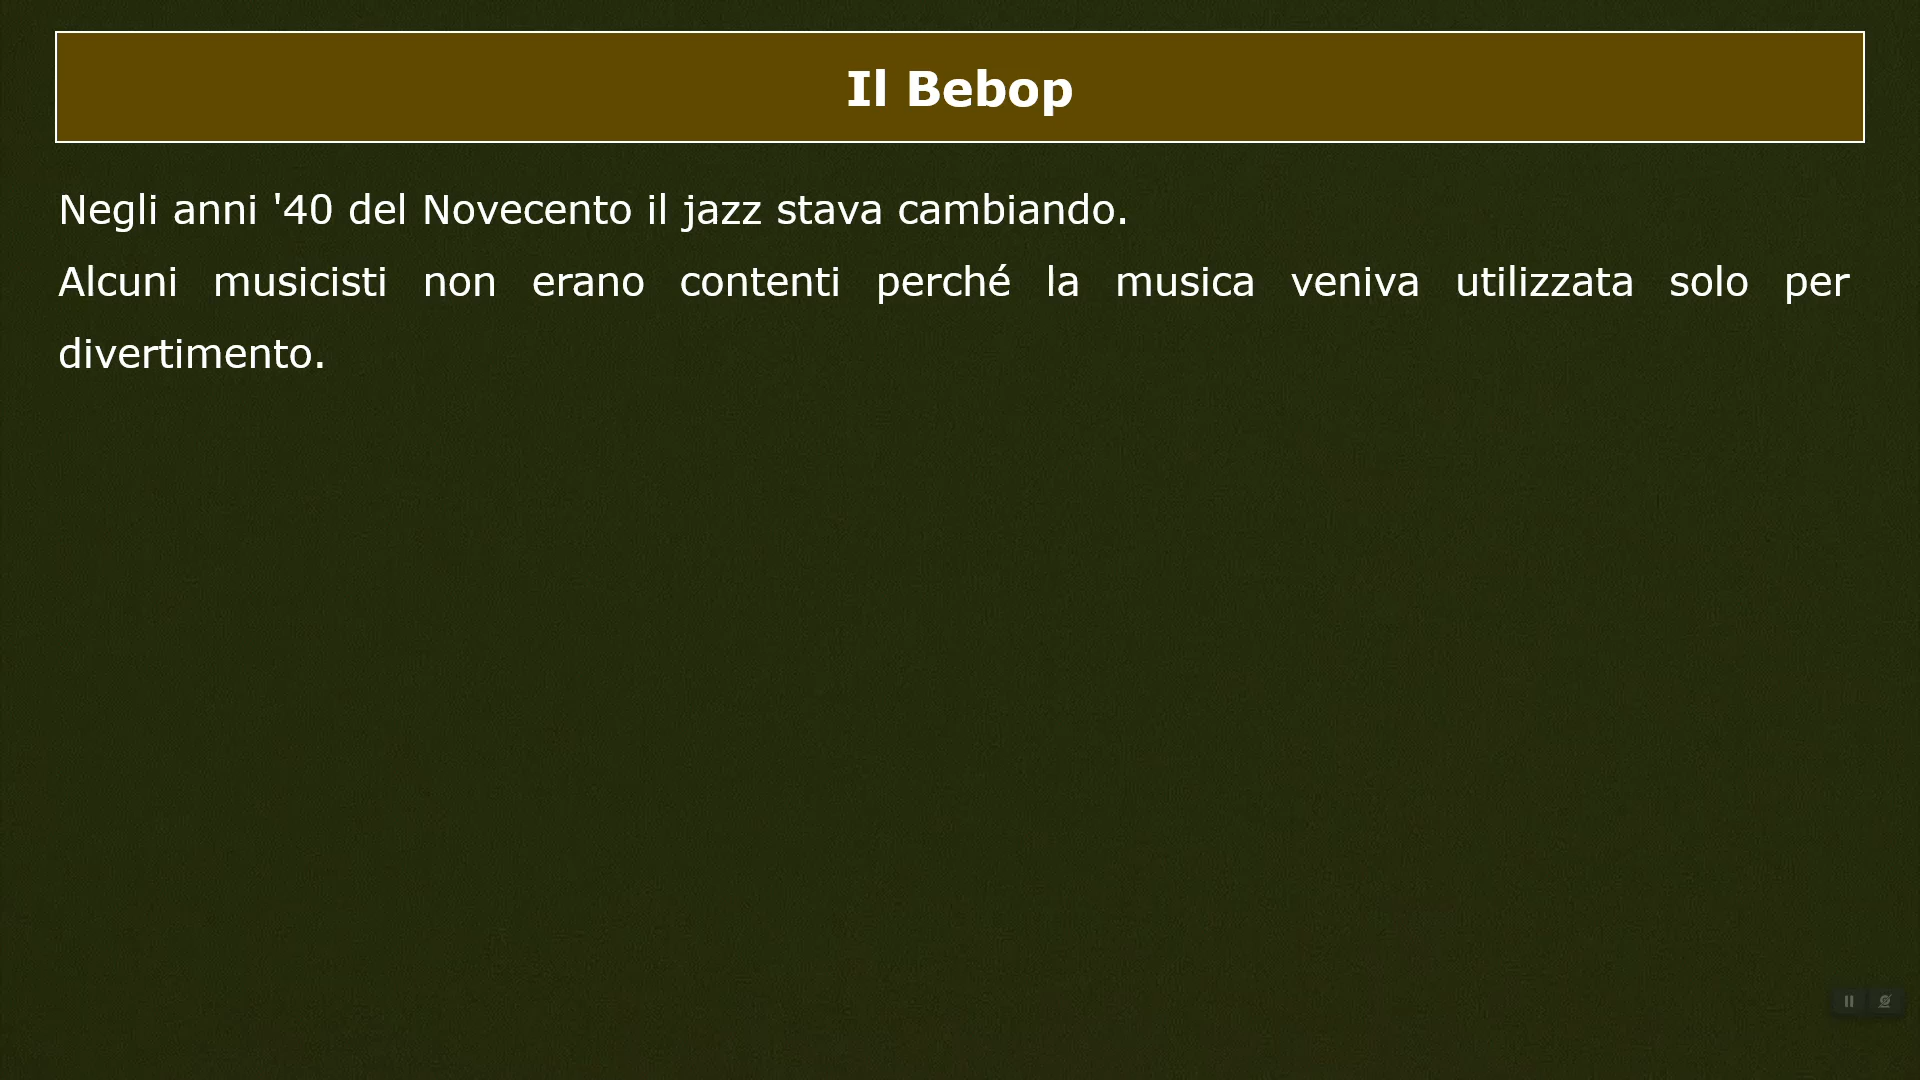 Il Bebop
Negli anni '40 del Novecento il jazz stava cambiando.
Alcuni musicisti non erano contenti perché la musica veniva utilizzata solo per
divertimento.